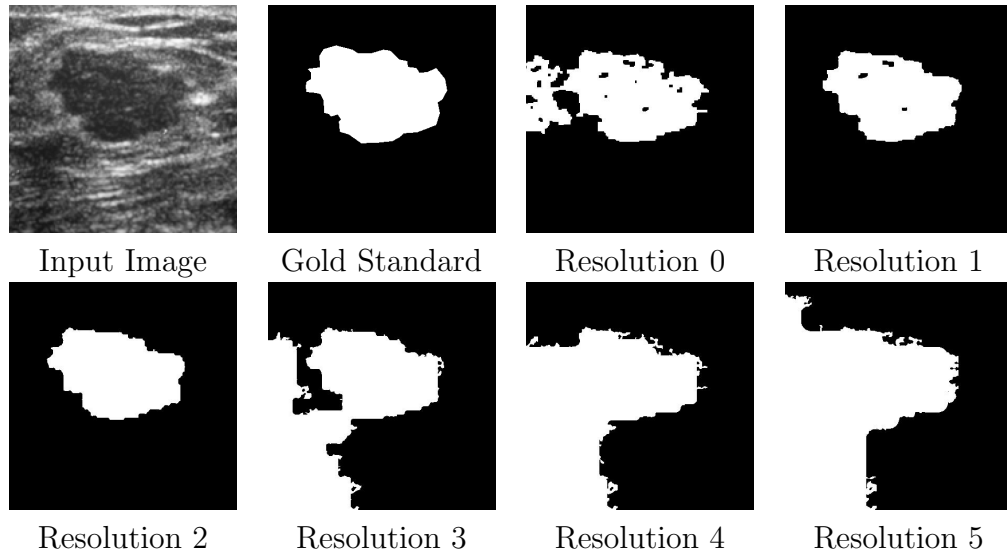 Input Image
Gold Standard
Resolution 0
Resolution 1
Resolution 2
Resolution 3
Resolution 4
Resolution 5